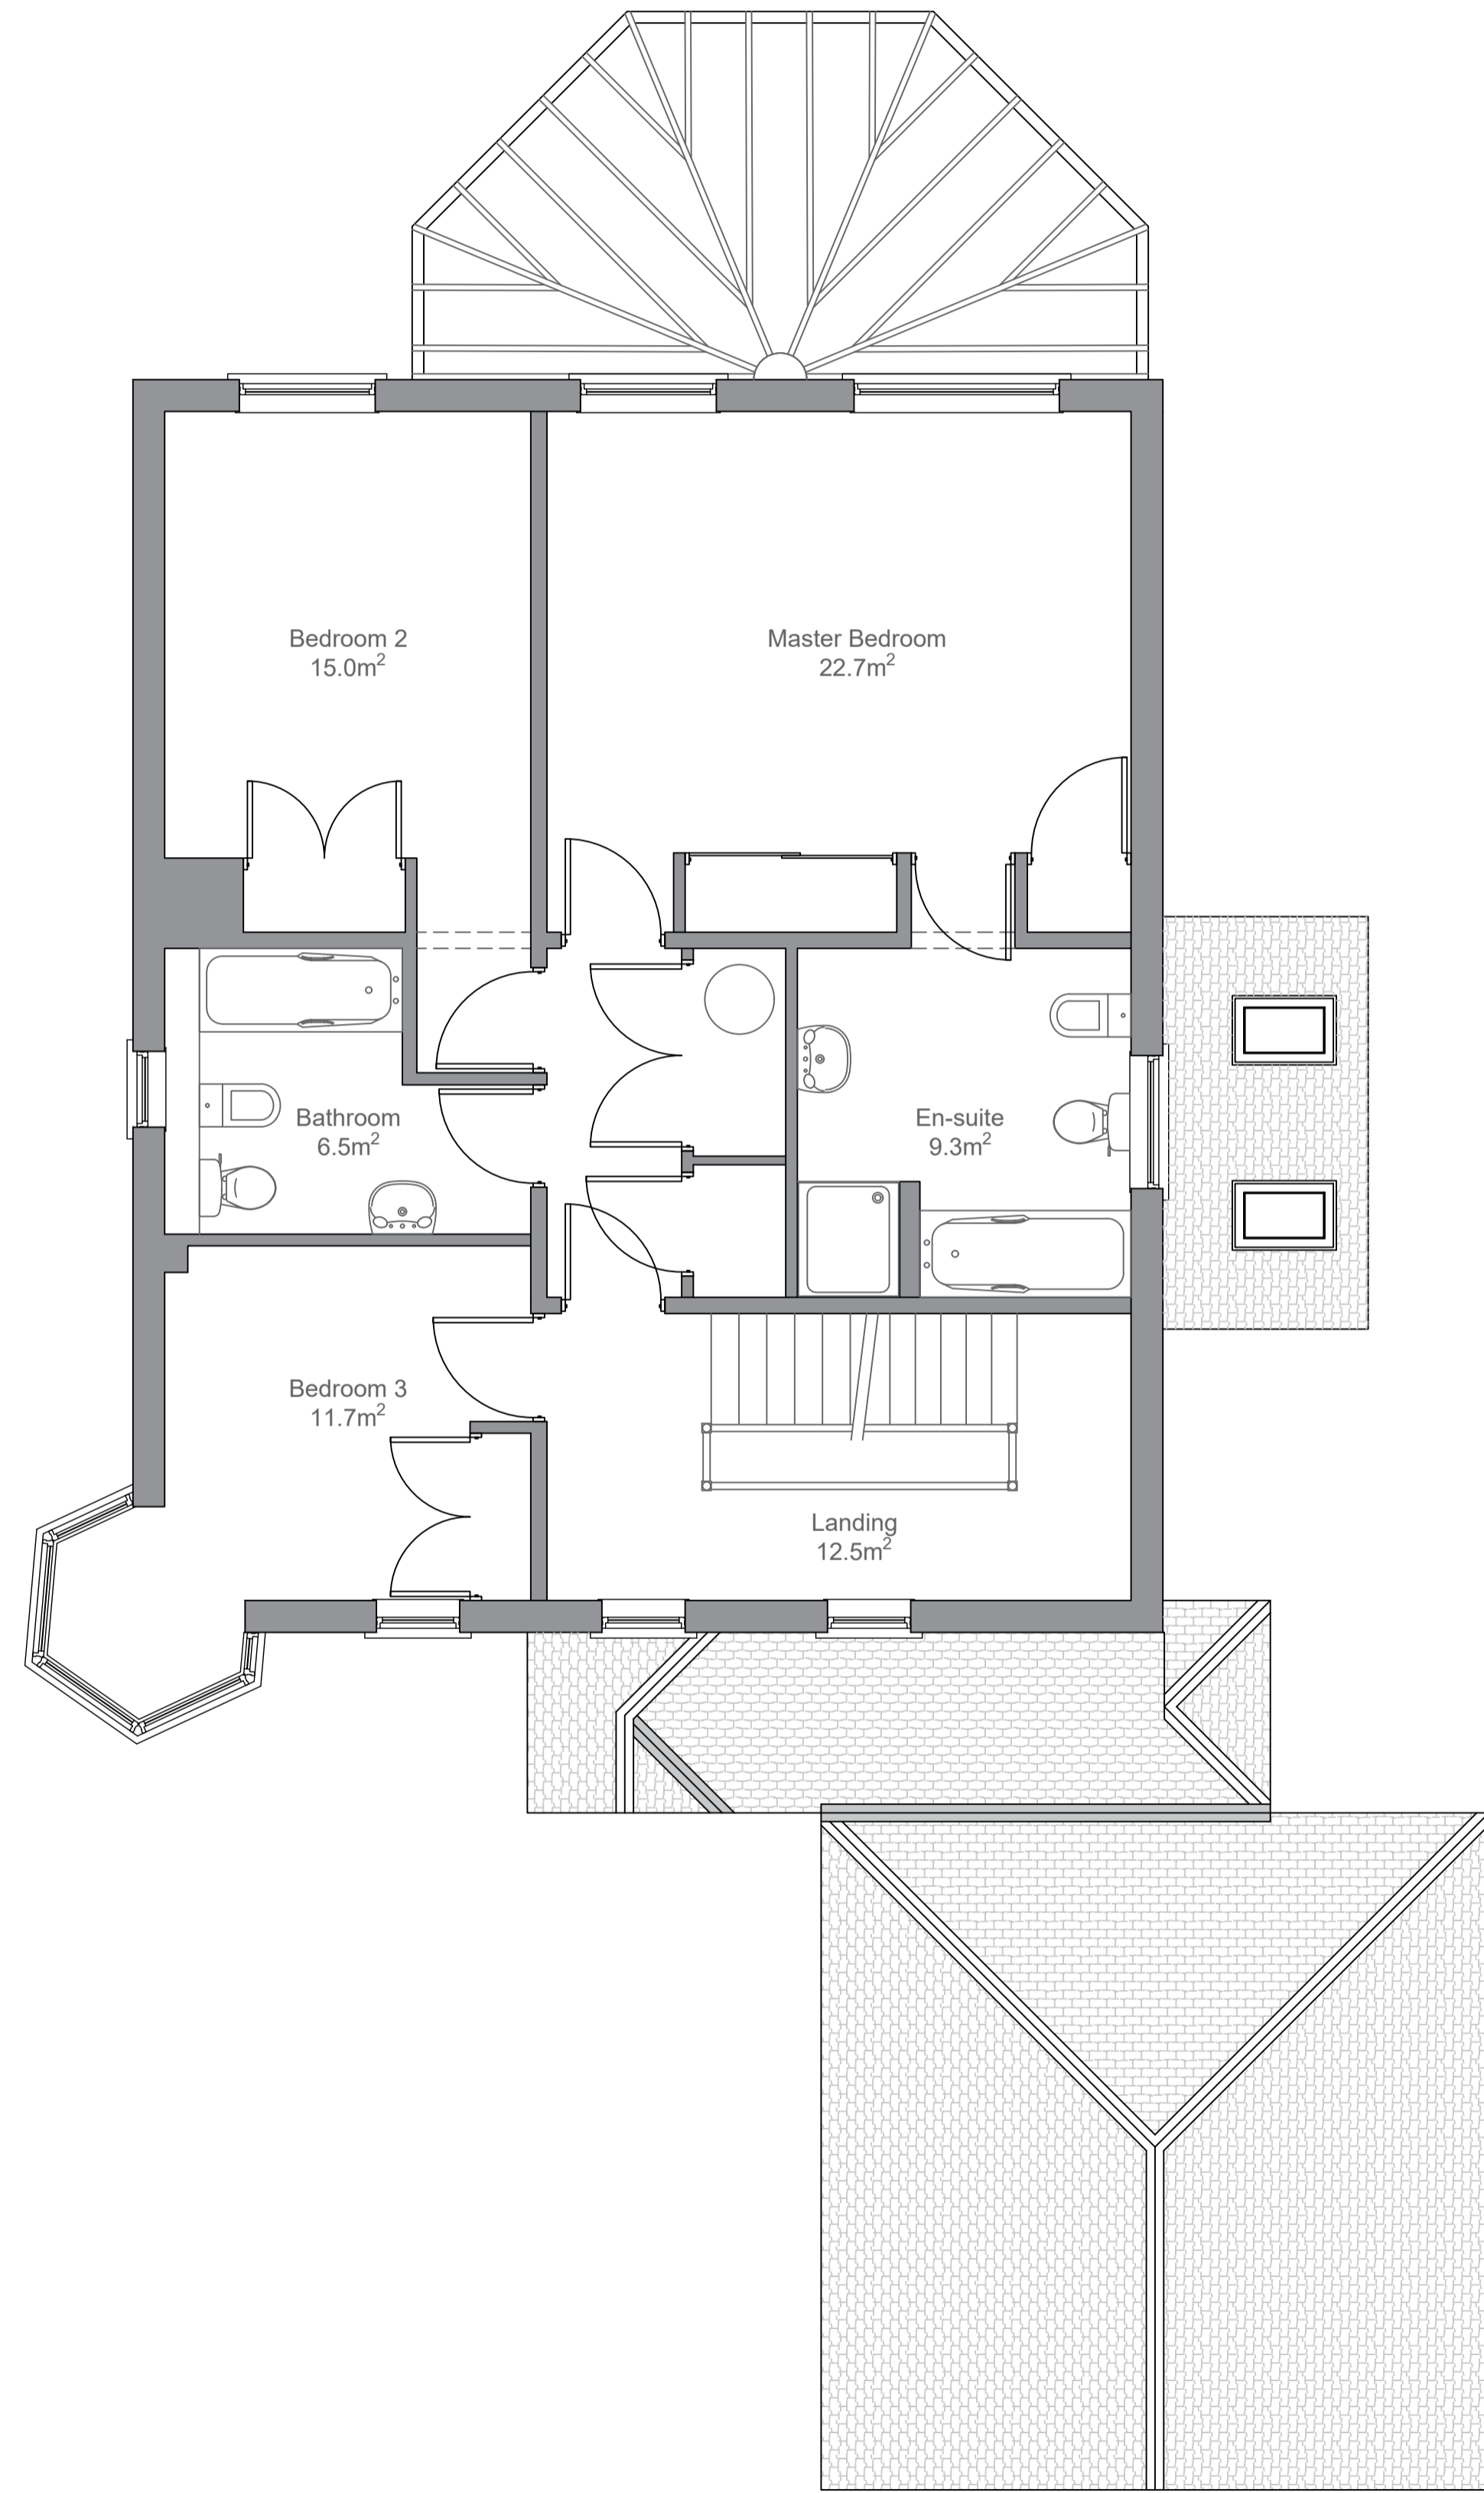 Bedroom 2
15.0m²
Master Bedroom
22.7m²
Bathroom
6.5m²
En-suite
9.3m²
Bedroom 3
11.7m²
Landing
12.5m²